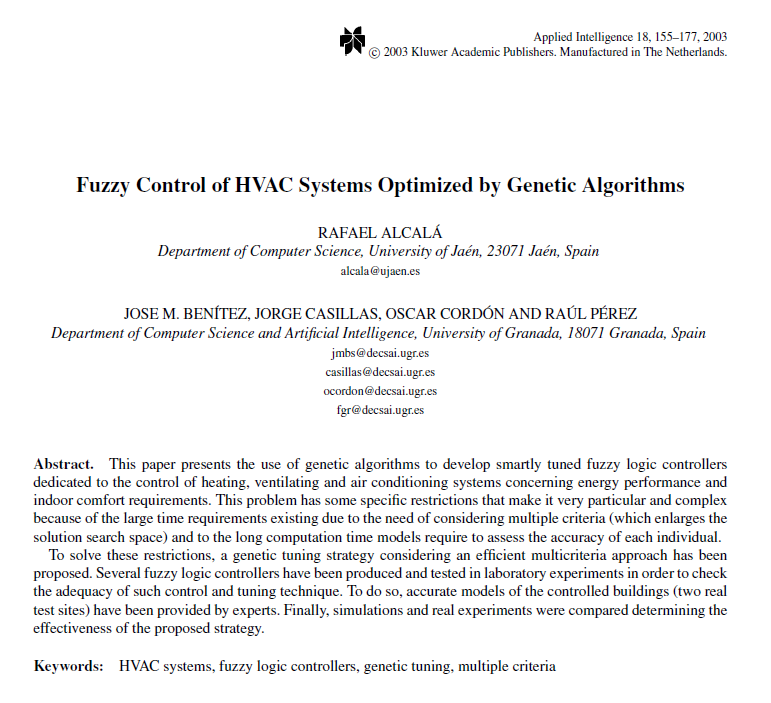 Applied Intelligence 18, 155–177, 2003
© 2003 Kluwer Academic Publishers. Manufactured in The Netherlands.
Fuzzy Control of HVAC Systems Optimized by Genetic Algorithms
RAFAEL ALCALÁ
Department of Computer Science, University of Jaén, 23071 Jaén, Spain
alcala@ujaen.es
JOSE M. BENÍTEZ, JORGE CASILLAS, OSCAR CORDÓN AND RAÚL PÉREZ
Department of Computer Science and Artificial Intelligence, University of Granada, 18071 Granada, Spain
jmbs@decsai.ugr.es
casillas@decsai.ugr.es
ocordon@decsai.ugr.es
fgr@decsai.ugr.es
Abstract. This paper presents the use of genetic algorithms to develop smartly tuned fuzzy logic controllers
dedicated to the control of heating, ventilating and air conditioning systems concerning energy performance and
indoor comfort requirements. This problem has some specific restrictions that make it very particular and complex
because of the large time requirements existing due to the need of considering multiple criteria (which enlarges the
solution search space) and to the long computation time models require to assess the accuracy of each individual.
To solve these restrictions, a genetic tuning strategy considering an efficient multicriteria approach has been
proposed. Several fuzzy logic controllers have been produced and tested in laboratory experiments in order to check
the adequacy of such control and tuning technique. To do so, accurate models of the controlled buildings (two real
test sites) have been provided by experts. Finally, simulations and real experiments were compared determining the
effectiveness of the proposed strategy.
Keywords: HVAC systems, fuzzy logic controllers, genetic tuning, multiple criteria